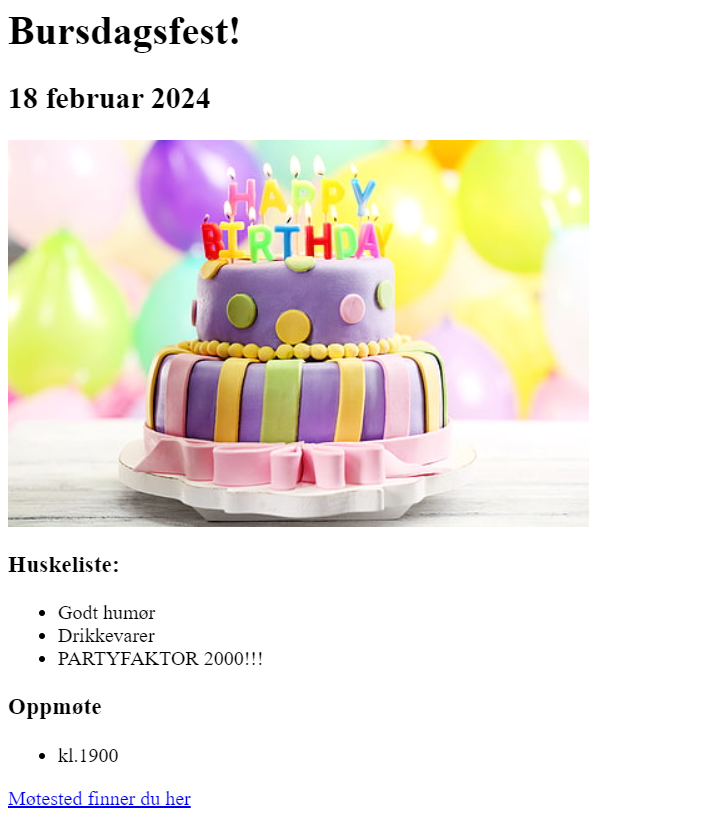 Bursdagsfest!
18 februar 2024
HAPPY
BIRTHDAY
Huskeliste:
Godt humør
Drikkevarer
PARTYFAKTOR 2000!!!
Oppmøte
kl.1900
Møtested finner du her